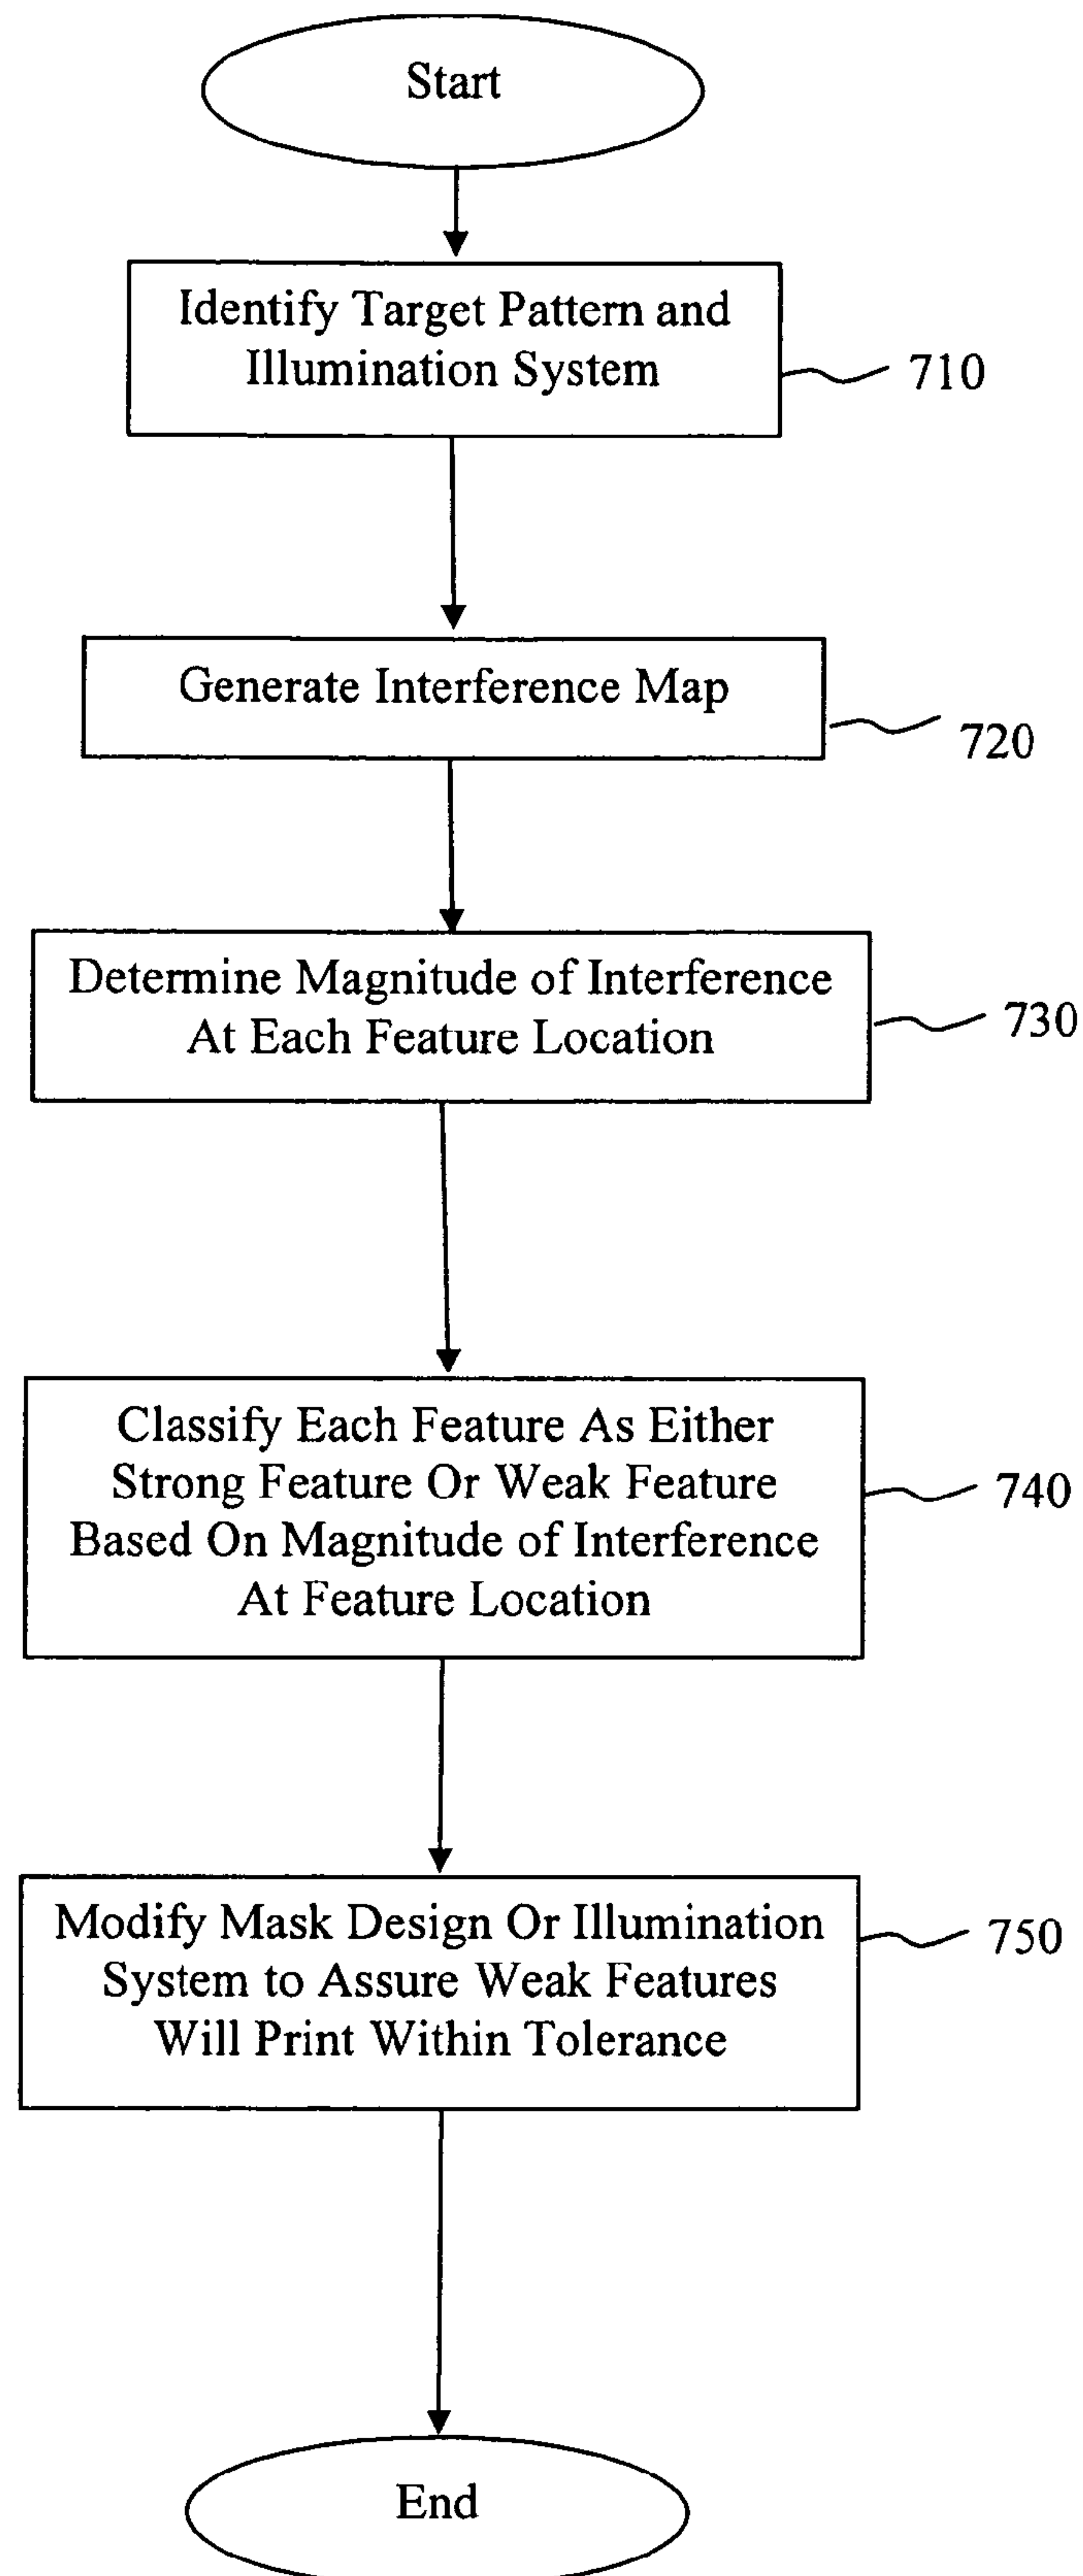 Start
Identify Target Pattern and
Illumination System
710
Generate Interference Map
720
Determine Magnitude of Interference
At Each Feature Location
730
Classify Each Feature As Either
Strong Feature Or Weak Feature
Based On Magnitude of Interference
At Feature Location
740
Modify Mask Design Or Illumination
System to Assure Weak Features
Will Print Within Tolerance
750
End